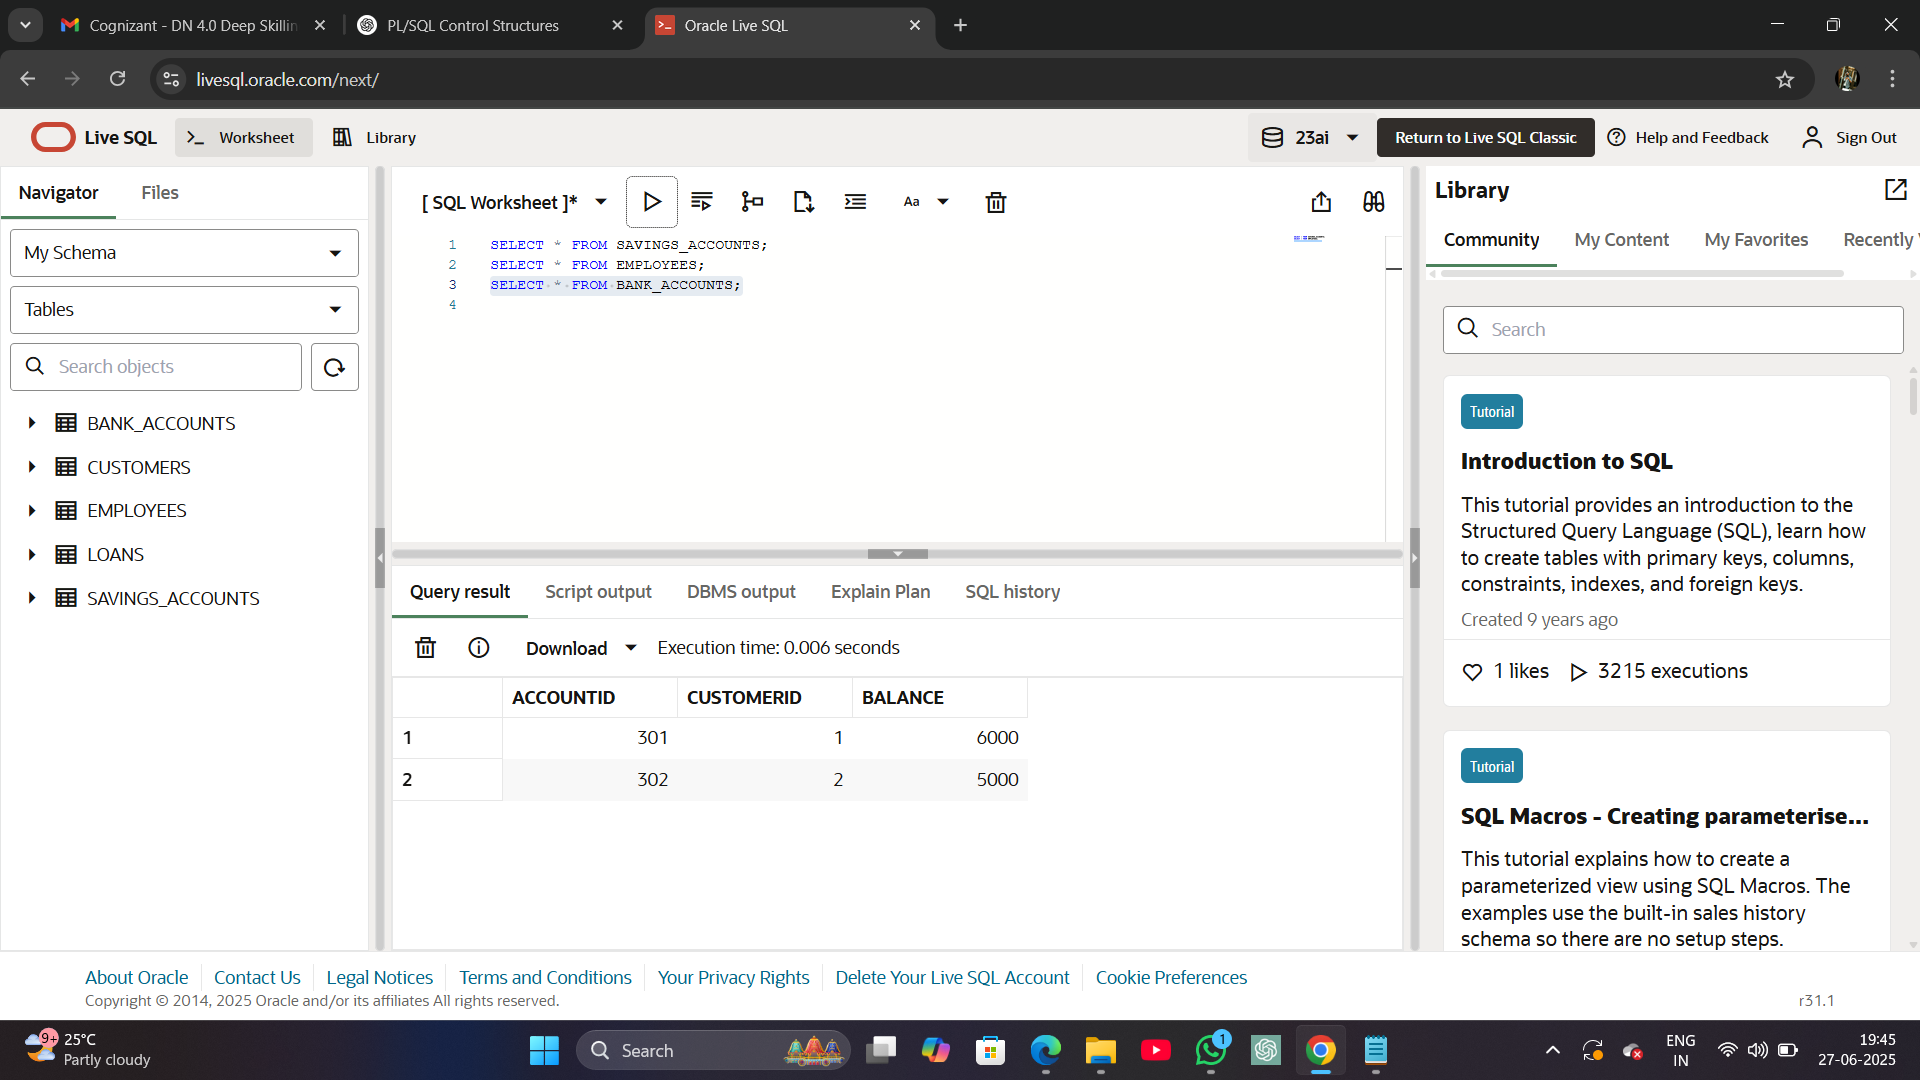 Cognizant - DN 4.0 Deep Skillin
PL/SQL Control Structures
Oracle Live SQL
livesql.oracle.com/next/
Live SQL
Worksheet
Library
23ai
Return to Live SQL Classic
Help and Feedback
Sign Out
Navigator
Files
My Schema
Tables
Search objects
BANK_ACCOUNTS
CUSTOMERS
EMPLOYEES
LOANS
SAVINGS_ACCOUNTS
[ SQL Worksheet ]*
Aa
1 SELECT * FROM SAVINGS_ACCOUNTS;
2 SELECT * FROM EMPLOYEES;
3 SELECT * FROM BANK_ACCOUNTS;
4
Query result
Script output
DBMS output
Explain Plan
SQL history
Download
Execution time: 0.006 seconds
ACCOUNTID CUSTOMERID BALANCE
1 301 1 6000
2 302 2 5000
Library
Community
My Content
My Favorites
Recently
Search
Tutorial
Introduction to SQL
This tutorial provides an introduction to the
Structured Query Language (SQL), learn how
to create tables with primary keys, columns,
constraints, indexes, and foreign keys.
Created 9 years ago
1 likes
3215 executions
Tutorial
SQL Macros - Creating parameterise...
This tutorial explains how to create a
parameterized view using SQL Macros. The
examples use the built-in sales history
schema so there are no setup steps.
About Oracle
Contact Us
Legal Notices
Terms and Conditions
Your Privacy Rights
Delete Your Live SQL Account
Cookie Preferences
Copyright © 2014, 2025 Oracle and/or its affiliates All rights reserved.
r31.1
9+
25°C
Partly cloudy
Search
1
ENG
IN
19:45
27-06-2025